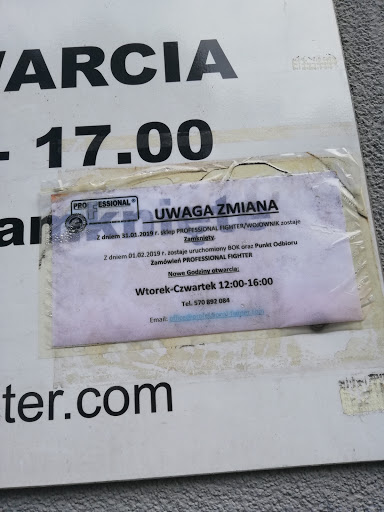 WARCIA
- 17.00
PROFESSIONAL®
UWAGA ZMIANA
Z dniem 31.01.2019 r. sklep PROFESSIONAL FIGHTER/WOJOWNIK zostaje
Zamknięty.
Z dniem 01.02.2019 r. zostaje uruchomiony BOK oraz Punkt Odbioru
Zamówień PROFESSIONAL FIGHTER
Nowe Godziny otwarcia:
Wtorek-Czwartek 12:00-16:00
Tel. 570 892 084
Email:
ter.com